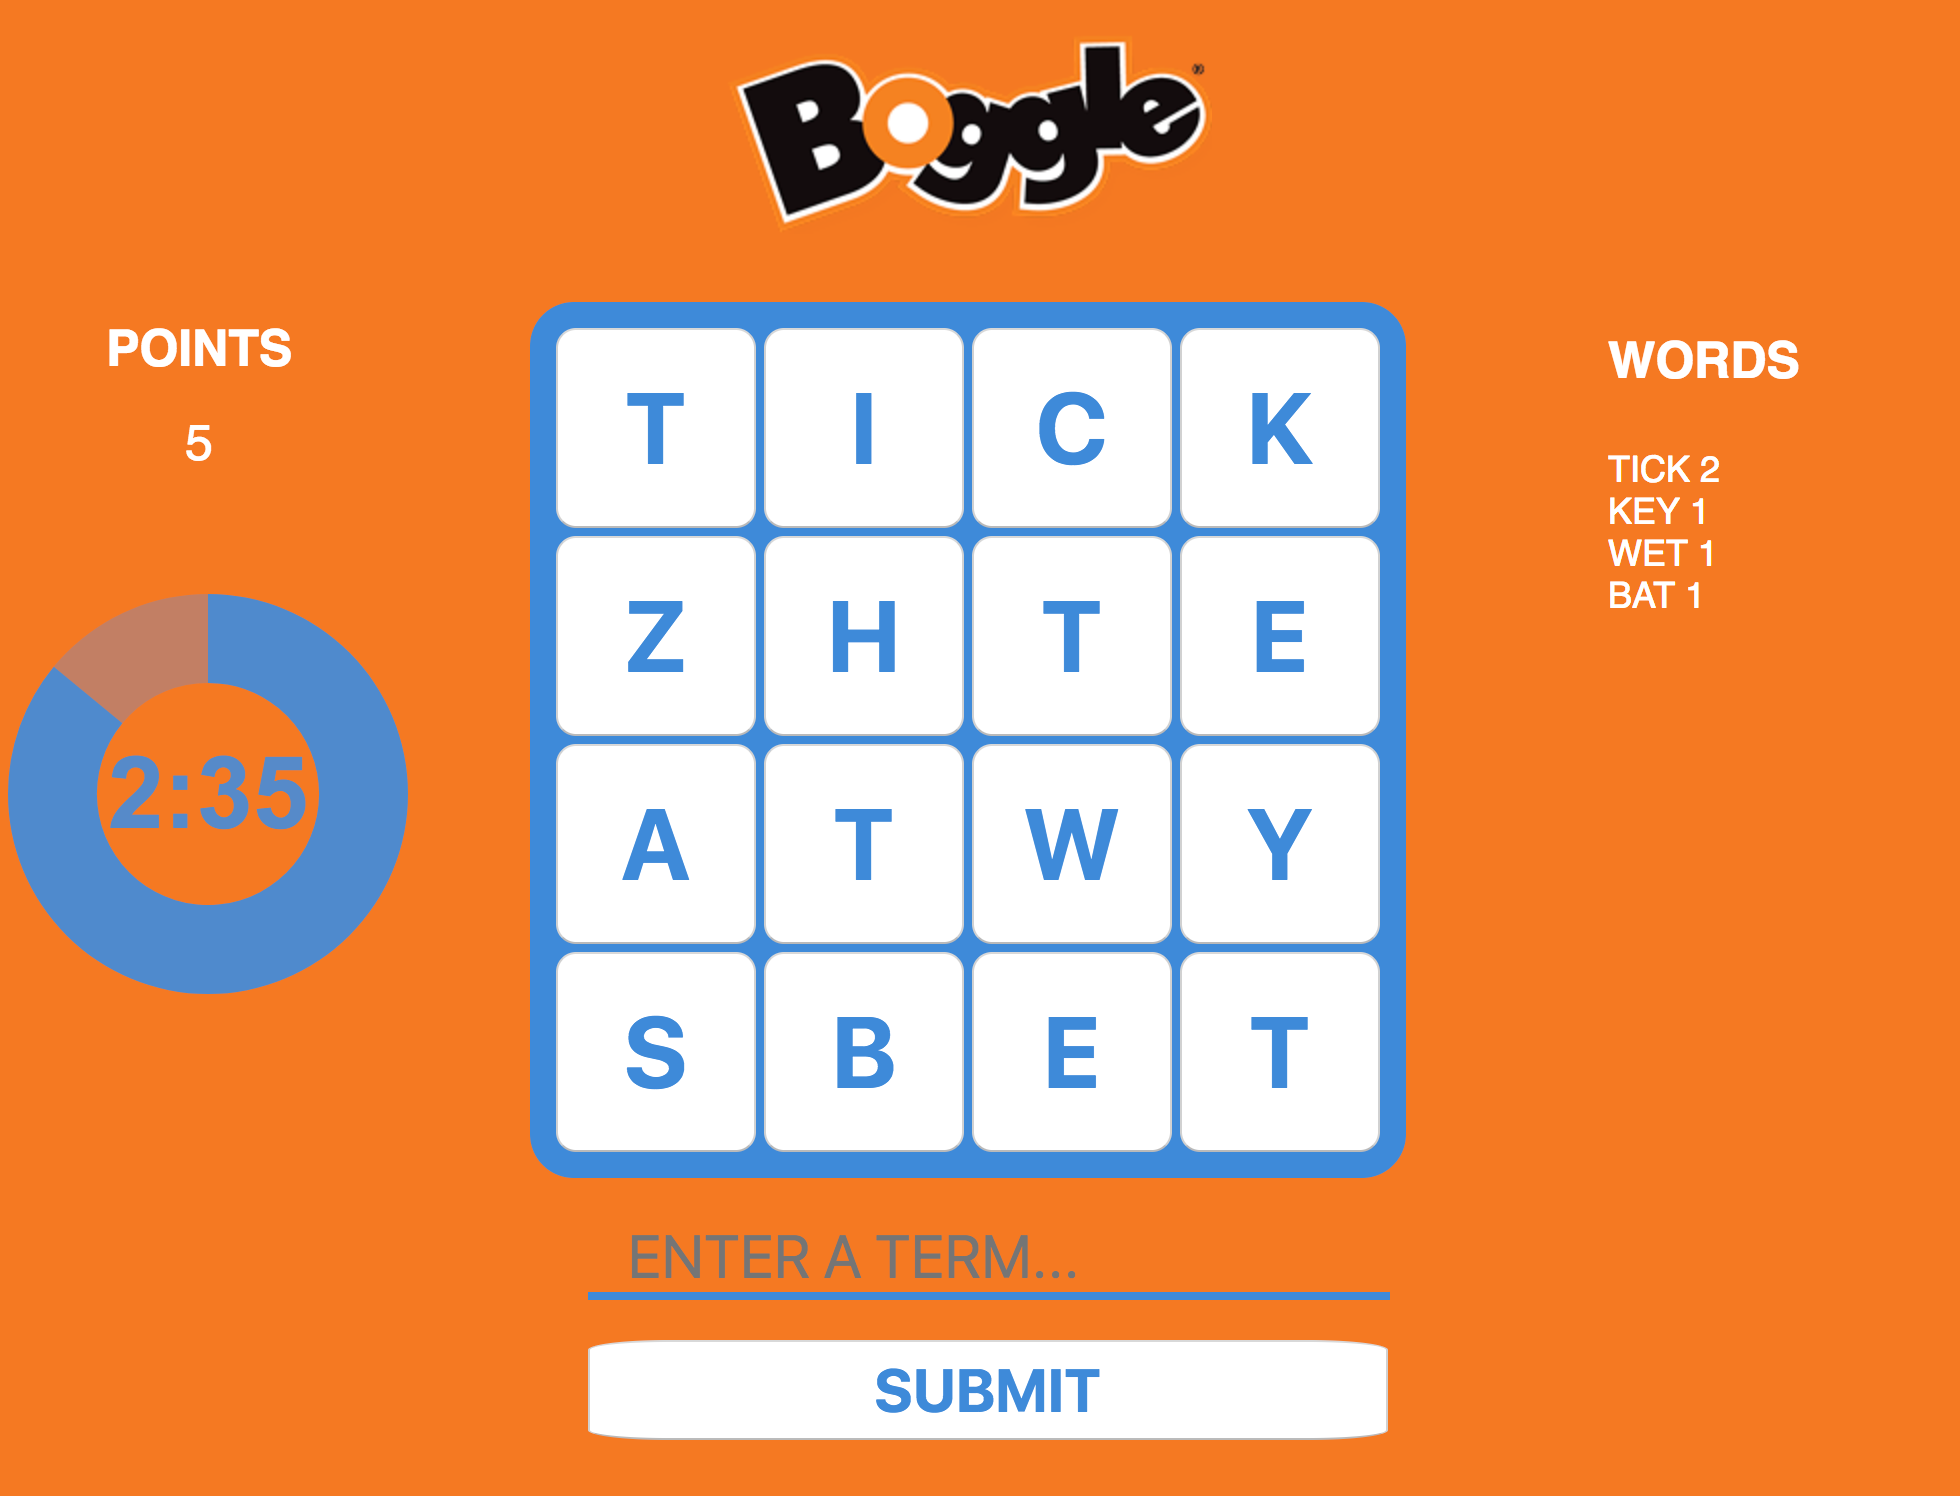 Boggle®
POINTS
5
2:35
T I C K
Z H T E
A T W Y
S B E T
WORDS
TICK 2
KEY 1
WET 1
BAT 1
ENTER A TERM...
SUBMIT